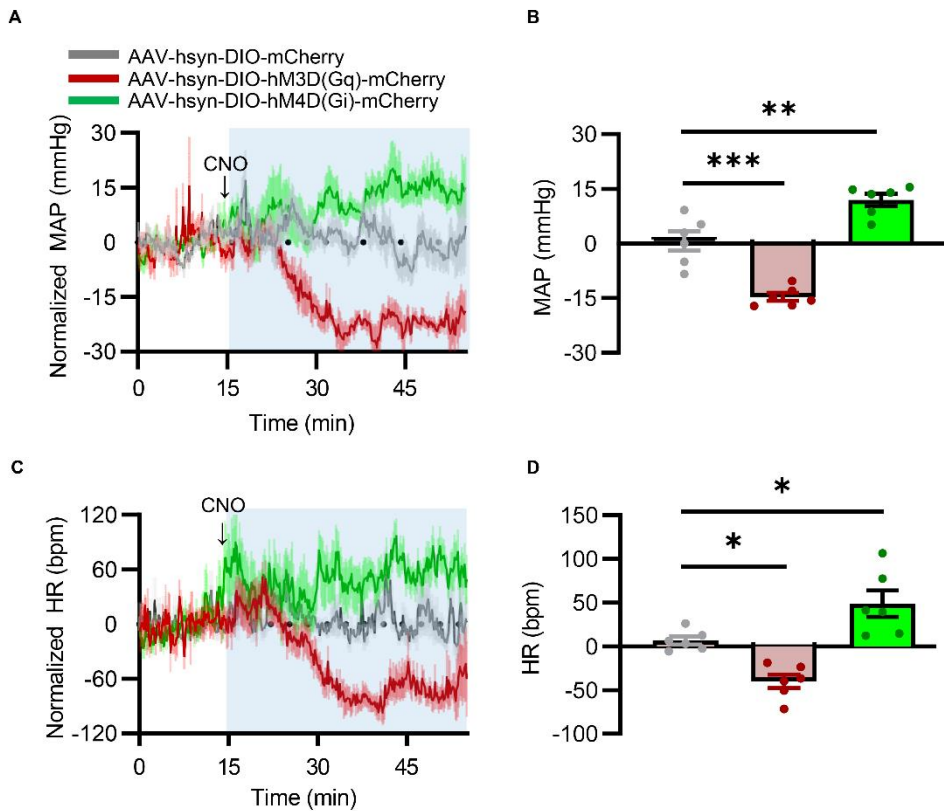 A
AAV-hsyn-DIO-mCherry
AAV-hsyn-DIO-hM3D(Gq)-mCherry
AAV-hsyn-DIO-hM4D(Gi)-mCherry
Normalized MAP (mmHg)
30
15
0
-15
-30
CNO
↓
0
15
30
45
Time (min)
B
MAP (mmHg)
30
15
0
-15
-30
**
***
C
Normalized HR (bpm)
120
60
0
-60
-120
CNO
↓
0
15
30
45
Time (min)
D
HR (bpm)
150
100
50
0
-50
-100
*
*